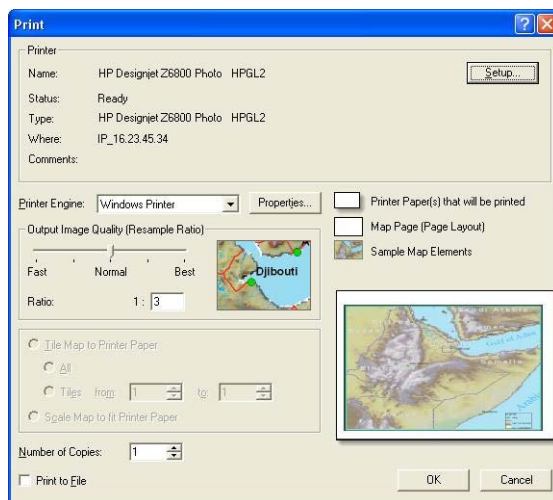 Print
Printer
Name: HP Designjet Z6800 Photo HPGL2
Setup...
Status: Ready
Type: HP Designjet Z6800 Photo HPGL2
Where: IP_16.23.45.34
Comments:
Printer Engine: Windows Printer
Properties...
Printer Paper(s) that will be printed
Map Page (Page Layout)
Sample Map Elements
Output Image Quality (Resample Ratio)
Fast Normal Best
Djibouti
Ratio: 1 : 3
Tile Map to Printer Paper
All
Tiles from: 1 to: 1
Scale Map to fit Printer Paper
Gulf of Aden
Number of Copies: 1
Print to File
OK Cancel